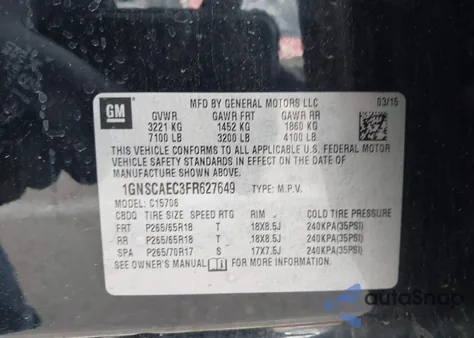 GM
MFD BY GENERAL MOTORS LLC 03/15
GVWR GAWR FRT GAWR RR
3221 KG 1452 KG 1860 KG
7100 LB 3200 LB 4100 LB
THIS VEHICLE CONFORMS TO ALL APPLICABLE U.S. FEDERAL MOTOR
VEHICLE SAFETY STANDARDS IN EFFECT ON THE DATE OF
MANUFACTURE SHOWN ABOVE.
1GNSCAEC3FR627649 TYPE: M.P.V.
MODEL: C15706
CBDQ TIRE SIZE SPEED RTG RIM COLD TIRE PRESSURE
FRT P265/65R18 T 18X8.5J 240KPA(35PSI)
RR P265/65R18 T 18X8.5J 240KPA(35PSI)
SPA P265/70R17 S 17X7.5J 240KPA(35PSI)
SEE OWNER'S MANUAL FOR MORE INFORMATION.
autoSnap